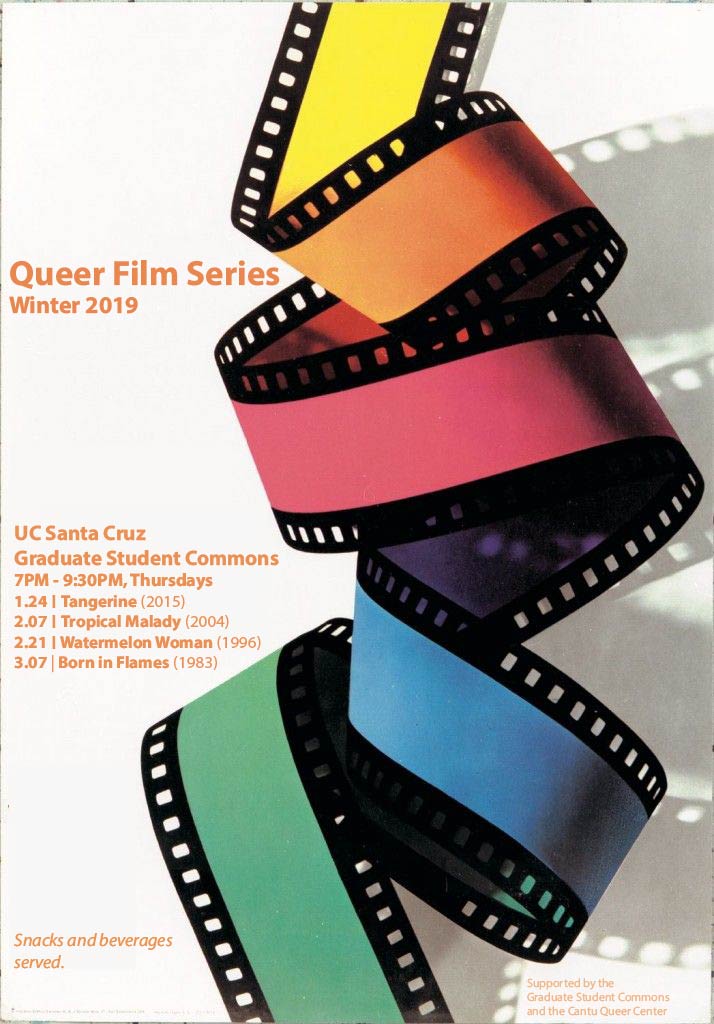 Queer Film Series
Winter 2019
UC Santa Cruz
Graduate Student Commons
7PM - 9:30PM, Thursdays
1.24 | Tangerine (2015)
2.07 | Tropical Malady (2004)
2.21 | Watermelon Woman (1996)
3.07 | Born in Flames (1983)
Snacks and beverages
served.
Supported by the
Graduate Student Commons
and the Cantu Queer Center